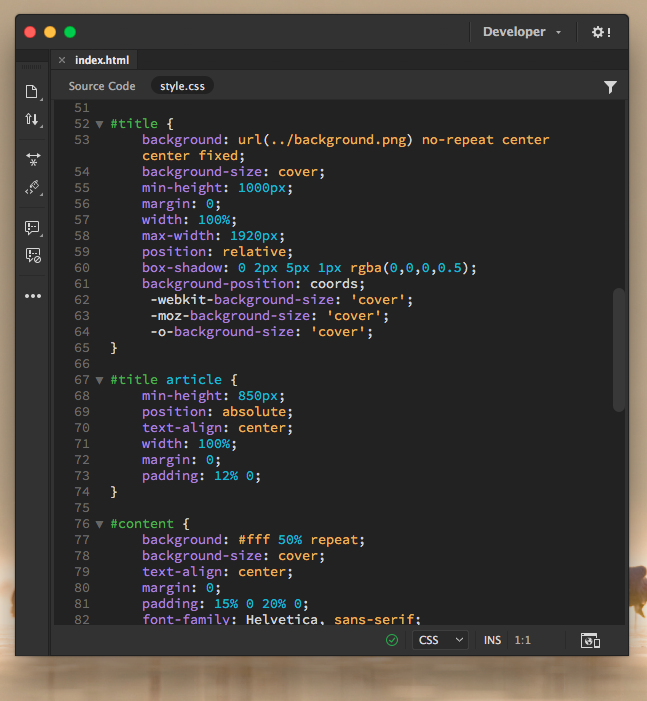 Developer
!
index.html
Source Code style.css
51
52 #title {
53 background: url(../background.png) no-repeat center
center fixed;
54 background-size: cover;
55 min-height: 1000px;
56 margin: 0;
57 width: 100%;
58 max-width: 1920px;
59 position: relative;
60 box-shadow: 0 2px 5px 1px rgba(0,0,0,0.5);
61 background-position: coords;
62 -webkit-background-size: 'cover';
63 -moz-background-size: 'cover';
64 -o-background-size: 'cover';
65 }
66
67 #title article {
68 min-height: 850px;
69 position: absolute;
70 text-align: center;
71 width: 100%;
72 margin: 0;
73 padding: 12% 0;
74 }
75
76 #content {
77 background: #fff 50% repeat;
78 background-size: cover;
79 text-align: center;
80 margin: 0;
81 padding: 15% 0 20% 0;
82 font-family: Helvetica, sans-serif;
CSS INS 1:1